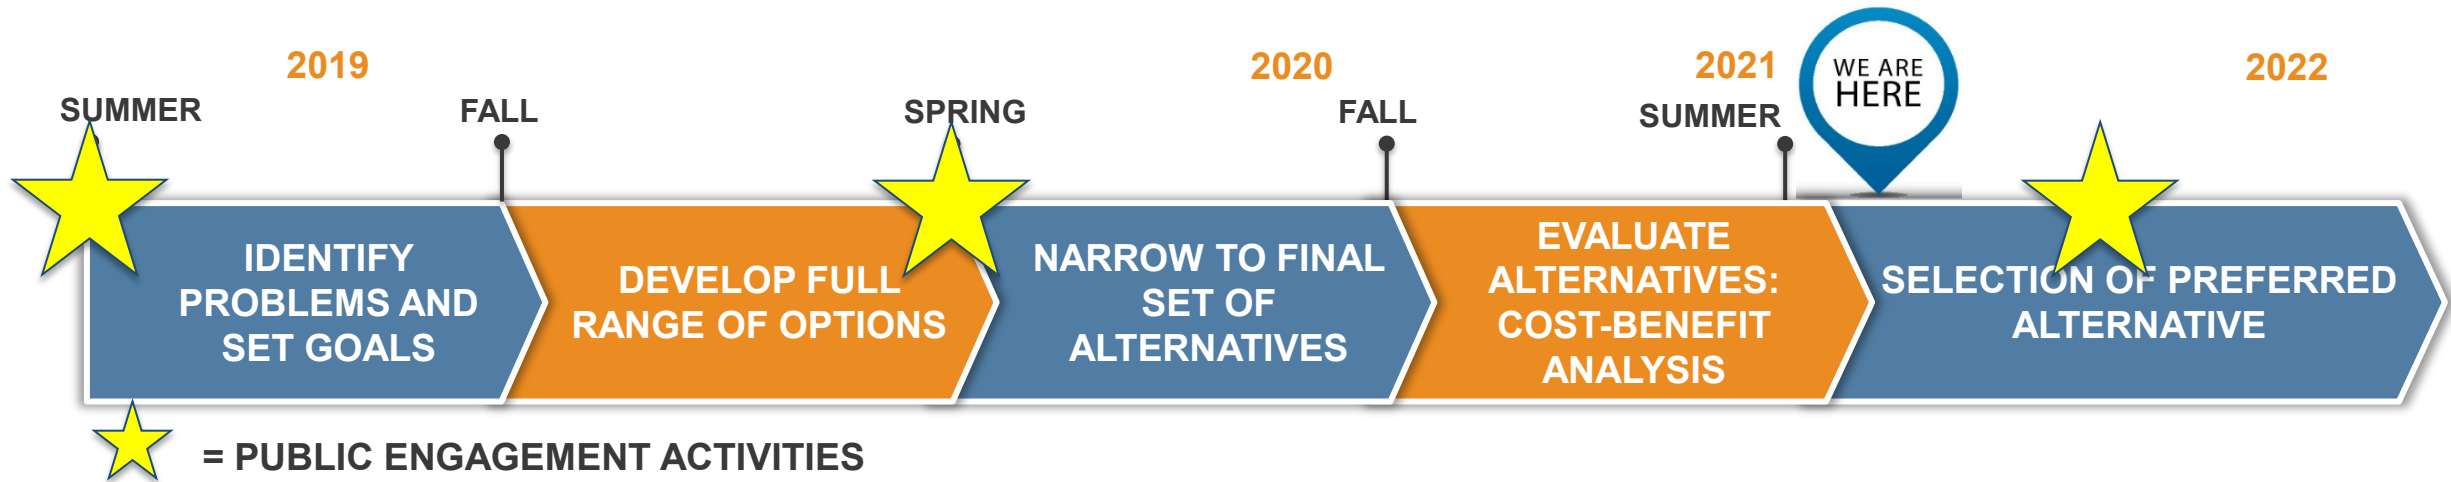 2019
2020
2021
2022
SUMMER
FALL
SPRING
FALL
SUMMER
WE ARE
HERE
IDENTIFY
PROBLEMS AND
SET GOALS
DEVELOP FULL
RANGE OF OPTIONS
NARROW TO FINAL
SET OF
ALTERNATIVES
EVALUATE
ALTERNATIVES:
COST-BENEFIT
ANALYSIS
SELECTION OF PREFERRED
ALTERNATIVE
= PUBLIC ENGAGEMENT ACTIVITIES